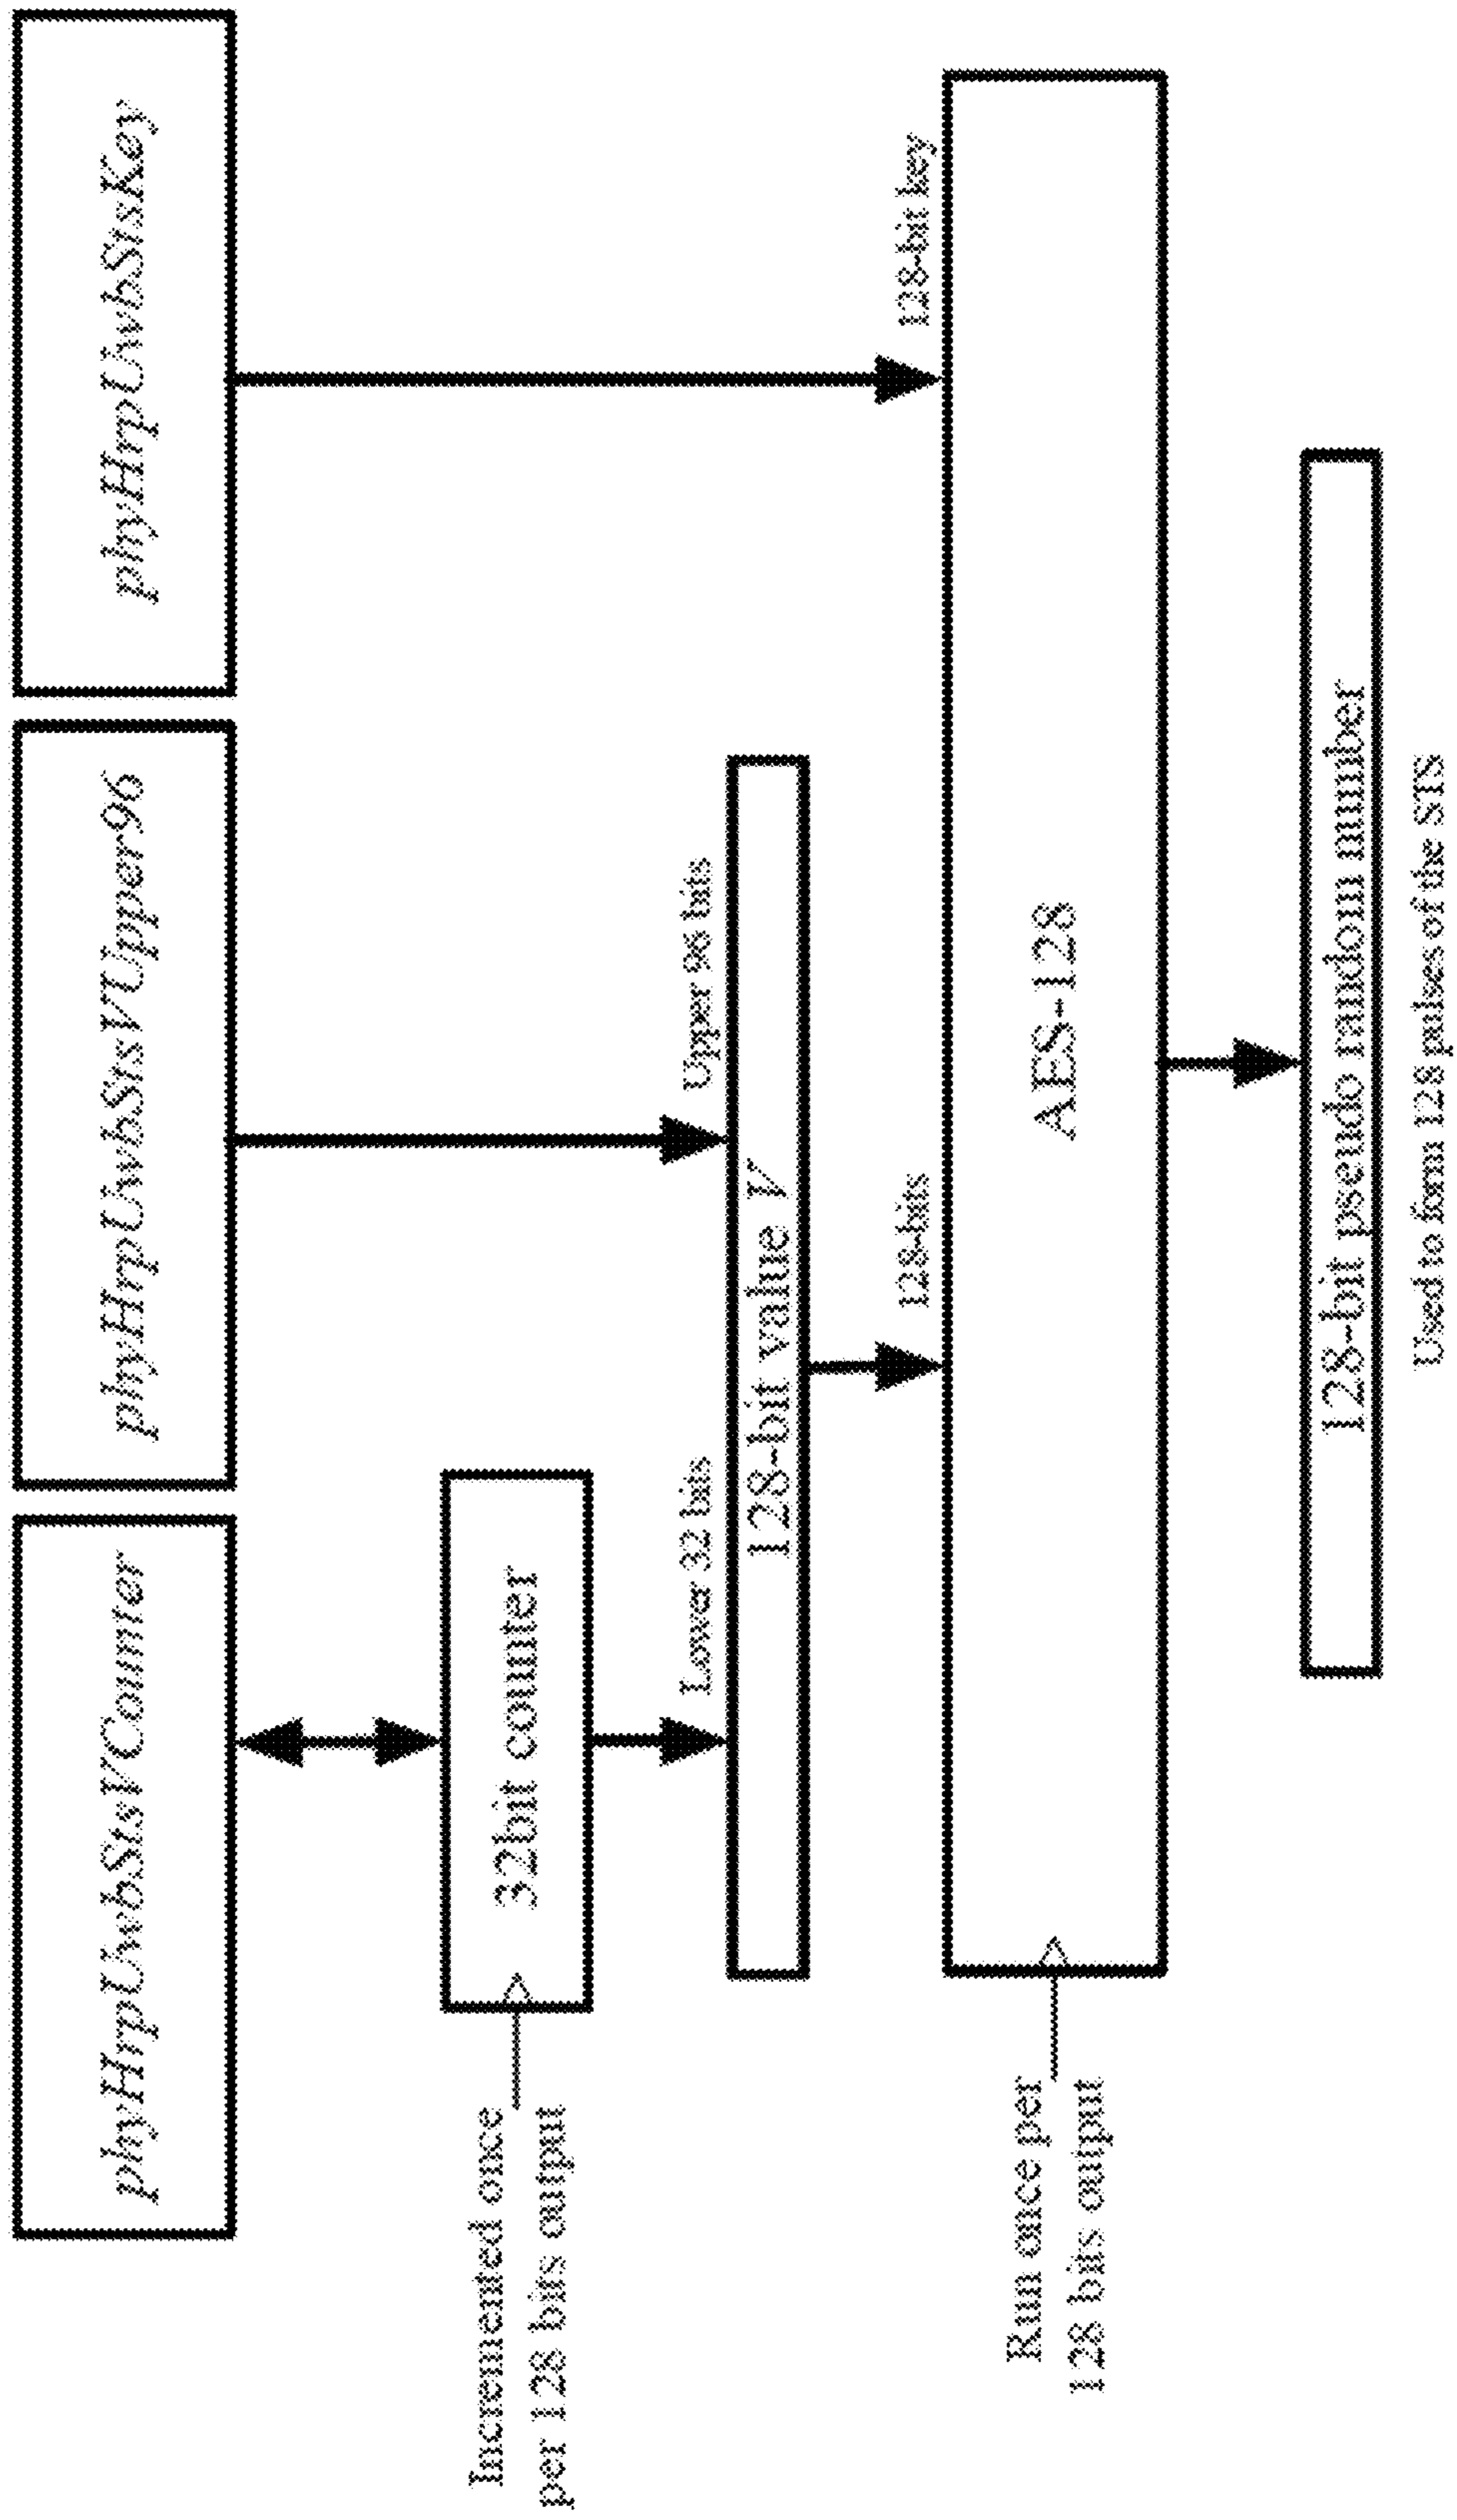 phyHrpUwbStsVCounter
phyHrpUwbStsVUpper96
phyHrpUwbStsKey
Incremented once
per 128 bits output
32bit counter
Lower 32 bits
Upper 96 bits
128-bit value V
128-bits
128-bit key
Run once per
128 bits output
AES-128
128-bit pseudo random number
Used to form 128 pulses of the STS